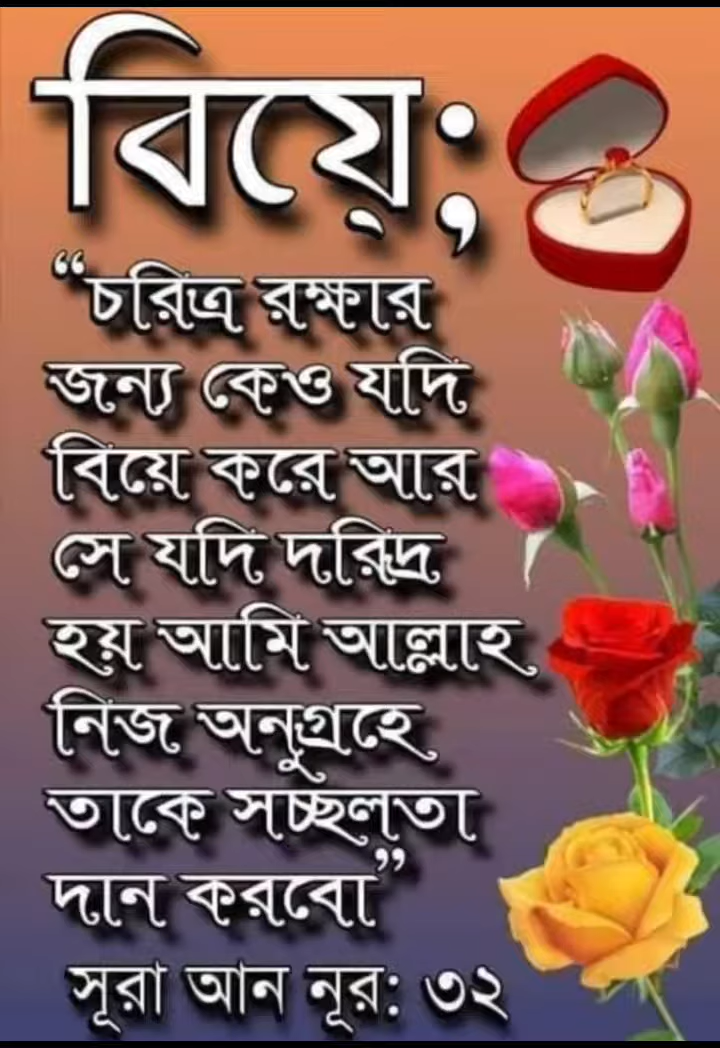 বিয়ে;
“চরিত্র রক্ষার
জন্য কেও যদি
বিয়ে করে আর
সে যদি দরিদ্র
হয় আমি আল্লাহ
নিজ অনুগ্রহে
তাকে সচ্ছলতা
দান করবো”
সূরা আন নূর: ৩২